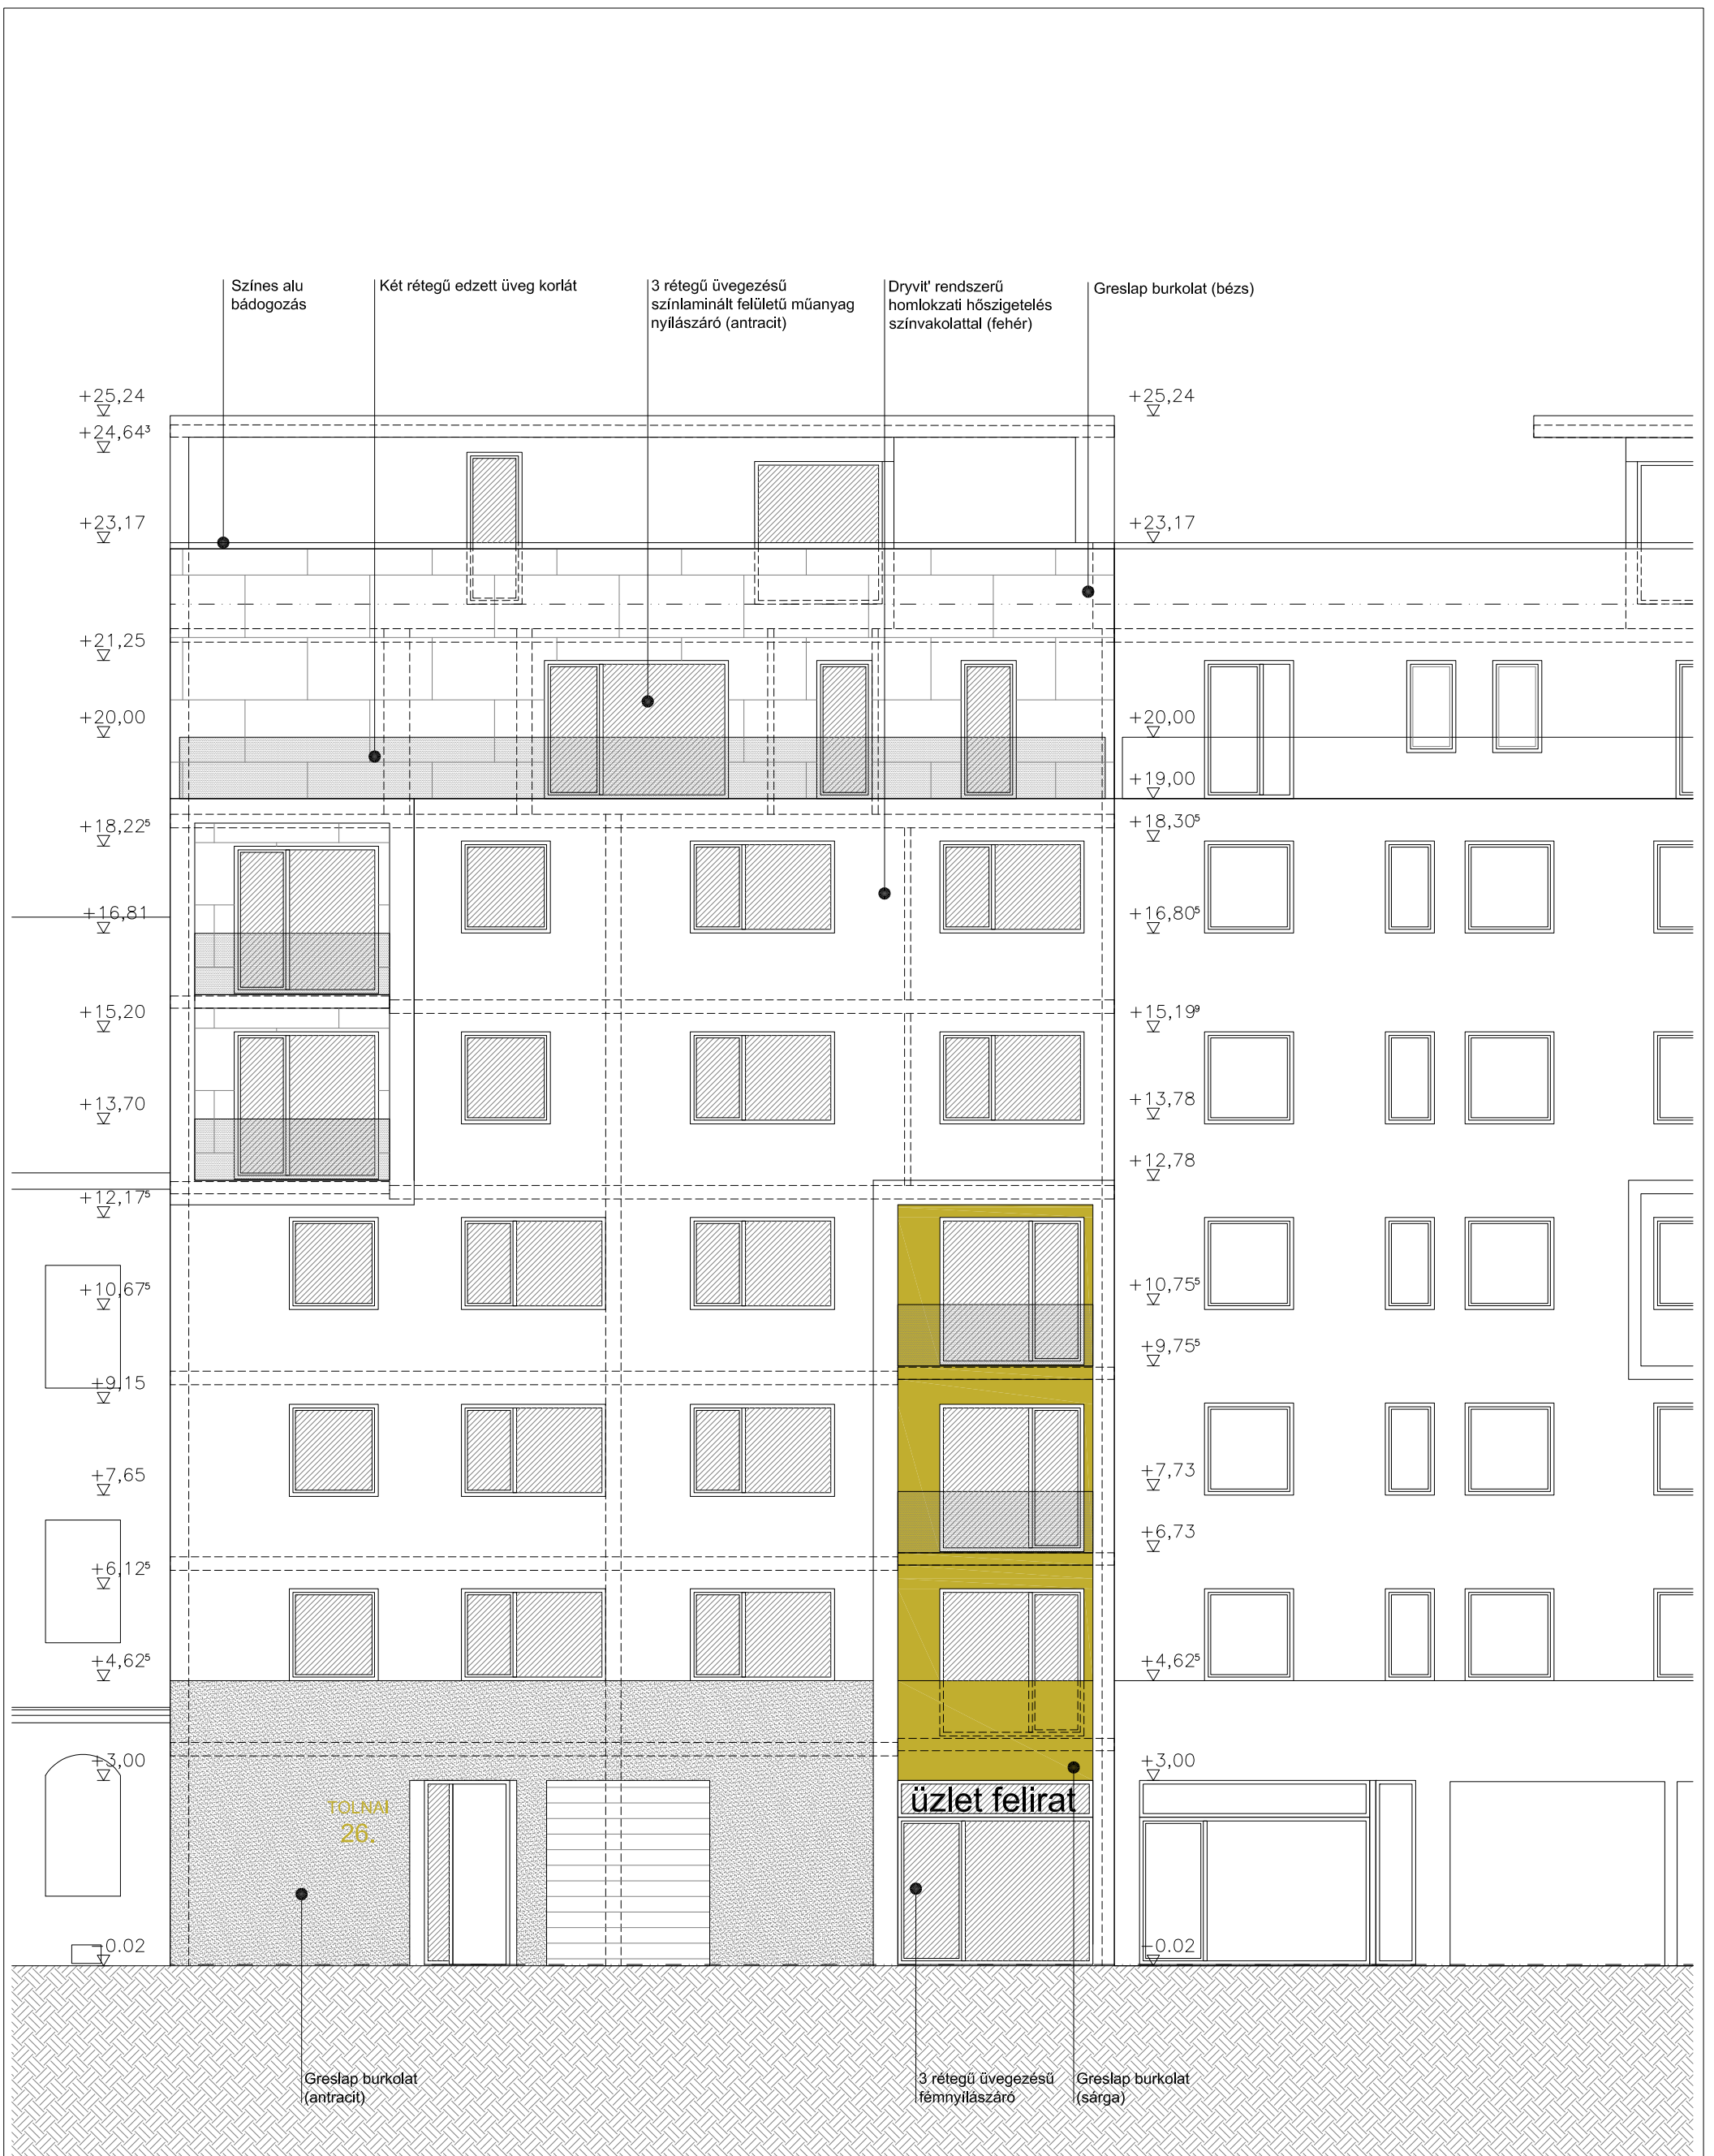 Színes alu
bádogozás
Két rétegű edzett üveg korlát
3 rétegű üvegezésű
színlaminált felületű műanyag
nyílászáró (antracit)
Dryvit' rendszerű
homlokzati hőszigetelés
színvakolattal (fehér)
Greslap burkolat (bézs)
+25,24
+24,64³
+23,17
+21,25
+20,00
+18,22⁵
+16,81
+15,20
+13,70
+12,17⁵
+10,67⁵
+9,15
+7,65
+6,12⁵
+4,62⁵
+3,00
-0.02
+25,24
+23,17
+20,00
+19,00
+18,30⁵
+16,80⁵
+15,19⁹
+13,78
+12,78
+10,75⁵
+9,75⁵
+7,73
+6,73
+4,62⁵
+3,00
-0.02
TOLNAI
26.
üzlet felirat
Greslap burkolat
(antracit)
3 rétegű üvegezésű
fémnyílászáró
Greslap burkolat
(sárga)